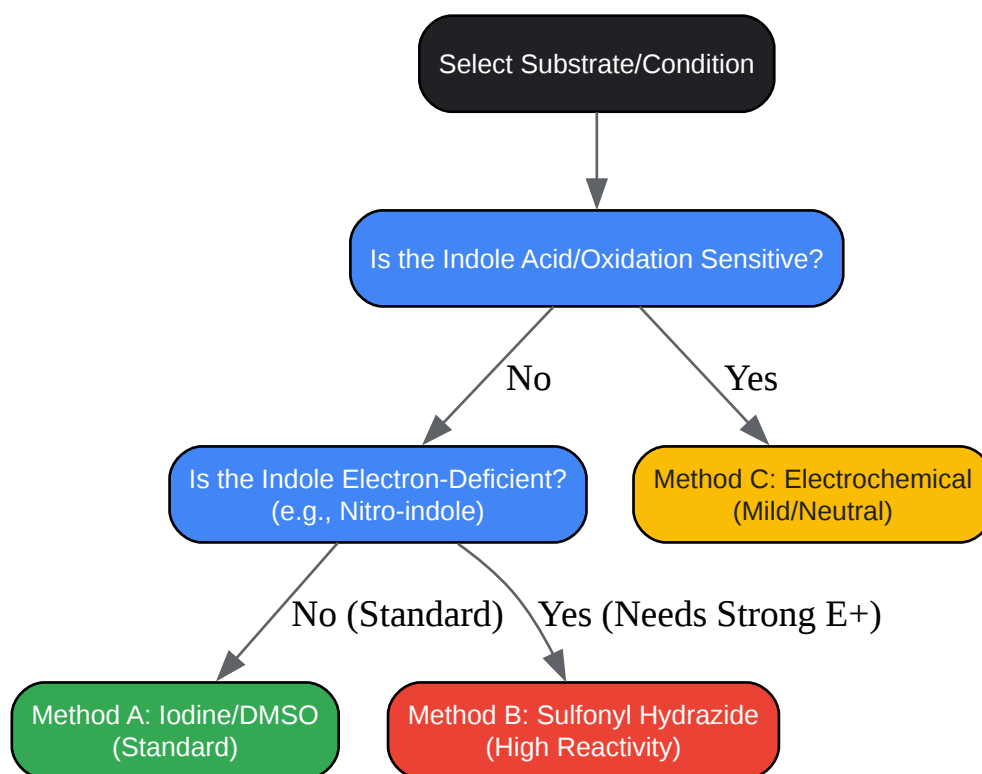 Select Substrate/Condition
Is the Indole Acid/Oxidation Sensitive?
No
Yes
Is the Indole Electron-Deficient?
(e.g., Nitro-indole)
Method C: Electrochemical
(Mild/Neutral)
No (Standard)
Yes (Needs Strong E+)
Method A: Iodine/DMSO
(Standard)
Method B: Sulfonyl Hydrazide
(High Reactivity)